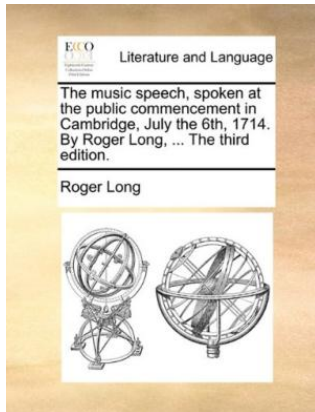 ECCO
Literature and Language
The music speech, spoken at
the public commencement in
Cambridge, July the 6th, 1714.
By Roger Long, ... The third
edition.
Roger Long